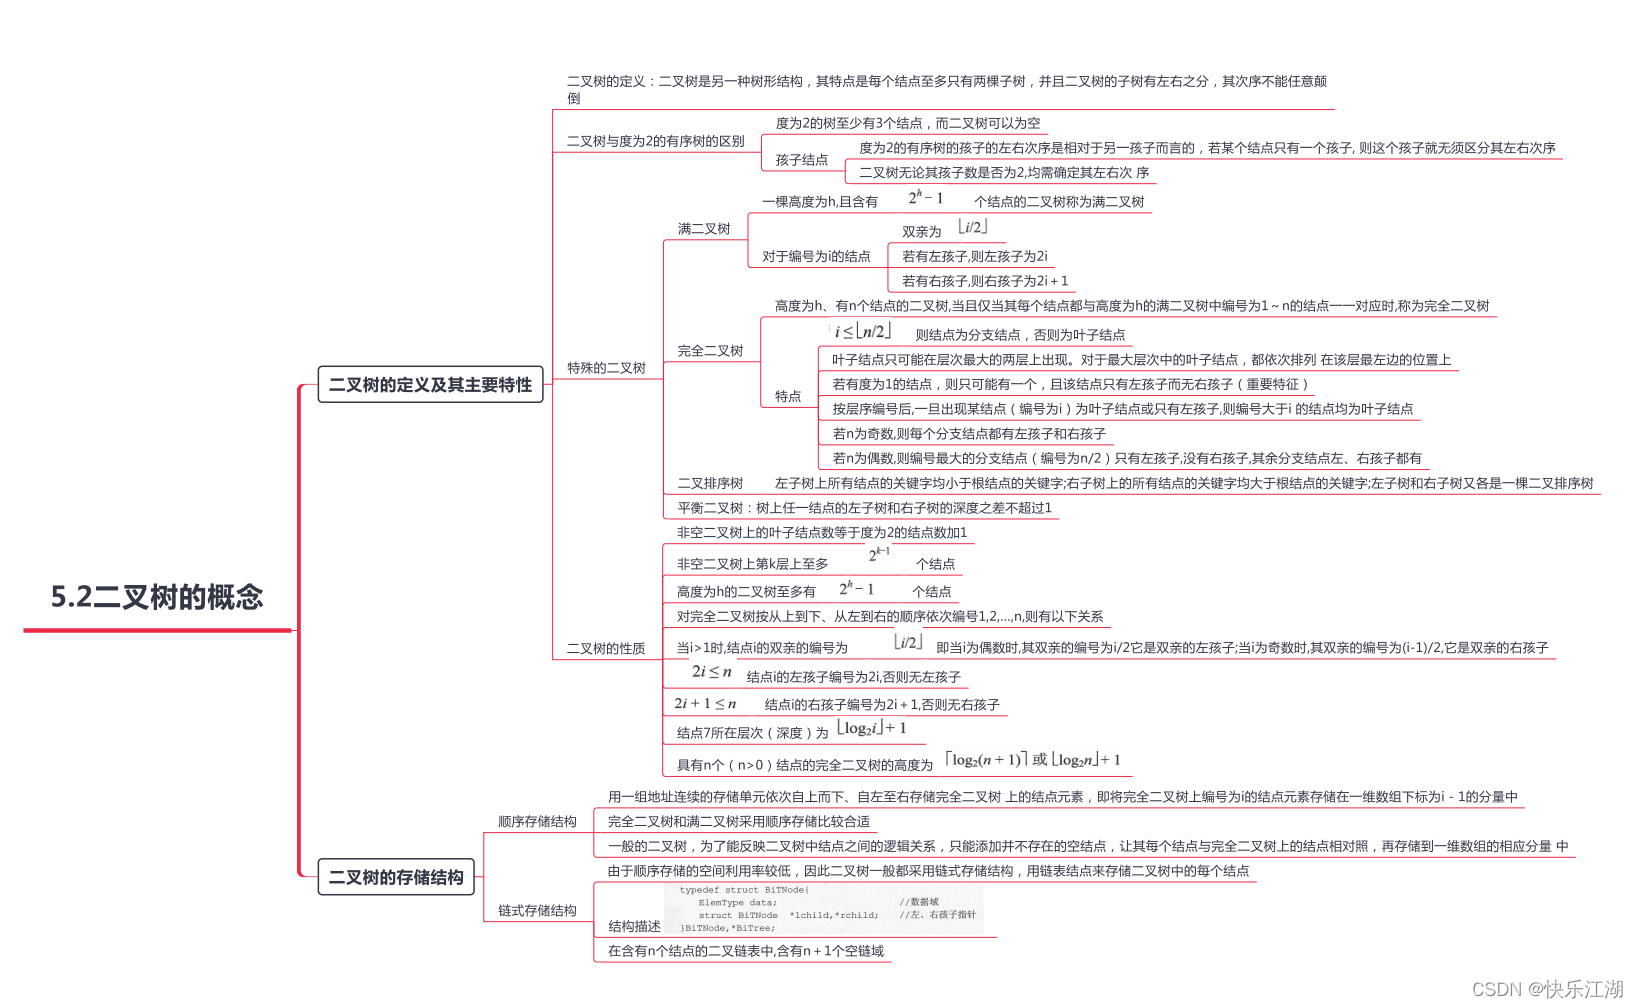 5.2二叉树的概念
二叉树的定义及其主要特性
二叉树的定义：二叉树是另一种树形结构，其特点是每个结点至多只有两棵子树，并且二叉树的子树有左右之分，其次序不能任意颠
倒
二叉树与度为2的有序树的区别
度为2的树至少有3个结点，而二叉树可以为空
孩子结点
度为2的有序树的孩子的左右次序是相对于另一孩子而言的，若某个结点只有一个孩子, 则这个孩子就无须区分其左右次序
二叉树无论其孩子数是否为2,均需确定其左右次 序
特殊的二叉树
满二叉树
一棵高度为h,且含有 2^h − 1 个结点的二叉树称为满二叉树
对于编号为i的结点
双亲为 ⌊i/2⌋
若有左孩子,则左孩子为2i
若有右孩子,则右孩子为2i＋1
完全二叉树
高度为h、有n个结点的二叉树,当且仅当其每个结点都与高度为h的满二叉树中编号为1～n的结点一一对应时,称为完全二叉树
特点
i ≤ ⌊n/2⌋ 则结点为分支结点，否则为叶子结点
叶子结点只可能在层次最大的两层上出现。对于最大层次中的叶子结点，都依次排列 在该层最左边的位置上
若有度为1的结点，则只可能有一个，且该结点只有左孩子而无右孩子（重要特征）
按层序编号后,一旦出现某结点（编号为i）为叶子结点或只有左孩子,则编号大于i 的结点均为叶子结点
若n为奇数,则每个分支结点都有左孩子和右孩子
若n为偶数,则编号最大的分支结点（编号为n/2）只有左孩子,没有右孩子,其余分支结点左、右孩子都有
二叉排序树 左子树上所有结点的关键字均小于根结点的关键字;右子树上的所有结点的关键字均大于根结点的关键字;左子树和右子树又各是一棵二叉排序树
平衡二叉树：树上任一结点的左子树和右子树的深度之差不超过1
二叉树的性质
非空二叉树上的叶子结点数等于度为2的结点数加1
非空二叉树上第k层上至多 2^{k−1} 个结点
高度为h的二叉树至多有 2^h − 1 个结点
对完全二叉树按从上到下、从左到右的顺序依次编号1,2,...,n,则有以下关系
当i>1时,结点i的双亲的编号为 ⌊i/2⌋ 即当i为偶数时,其双亲的编号为i/2它是双亲的左孩子;当i为奇数时,其双亲的编号为(i-1)/2,它是双亲的右孩子
2i ≤ n 结点i的左孩子编号为2i,否则无左孩子
2i + 1 ≤ n 结点i的右孩子编号为2i＋1,否则无右孩子
结点7所在层次（深度）为 ⌊log₂i⌋ + 1
具有n个（n>0）结点的完全二叉树的高度为 ⌈log₂(n + 1)⌉ 或 ⌊log₂n⌋ + 1
二叉树的存储结构
顺序存储结构
用一组地址连续的存储单元依次自上而下、自左至右存储完全二叉树 上的结点元素，即将完全二叉树上编号为i的结点元素存储在一维数组下标为i－1的分量中
完全二叉树和满二叉树采用顺序存储比较合适
一般的二叉树，为了能反映二叉树中结点之间的逻辑关系，只能添加并不存在的空结点，让其每个结点与完全二叉树上的结点相对照，再存储到一维数组的相应分量 中
链式存储结构
由于顺序存储的空间利用率较低，因此二叉树一般都采用链式存储结构，用链表结点来存储二叉树中的每个结点
结构描述
typedef struct BiTNode{
ElemType data; //数据域
struct BiTNode *lchild,*rchild; //左、右孩子指针
}BiTNode,*BiTree;
在含有n个结点的二叉链表中,含有n＋1个空链域
CSDN @快乐江湖